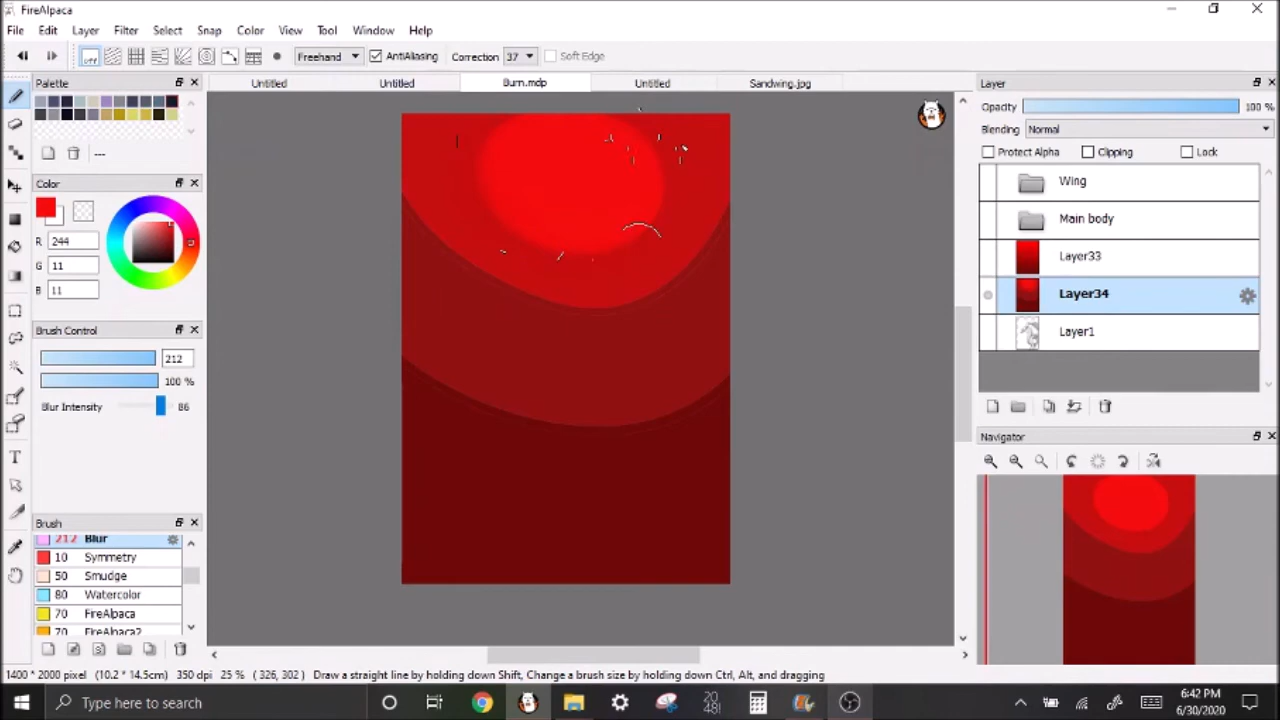 FireAlpaca
File Edit Layer Filter Select Snap Color View Tool Window Help
OFF Freehand AntiAliasing Correction 37 Soft Edge
Palette
Untitled Untitled Burn.mdp Untitled Sandwing.jpg
Layer
Opacity 100 %
Blending Normal
Protect Alpha Clipping Lock
---
Color
R 244
G 11
B 11
Wing
Main body
Layer33
Layer34
Layer1
Brush Control
212
100 %
Blur Intensity 86
T
Navigator
Brush
212 Blur
10 Symmetry
50 Smudge
80 Watercolor
70 FireAlpaca
70 FireAlpaca2
1400 * 2000 pixel (10.2 * 14.5cm) 350 dpi 25 % ( 326, 302 ) Draw a straight line by holding down Shift, Change a brush size by holding down Ctrl, Alt, and dragging
Type here to search
20
48
6:42 PM
6/30/2020